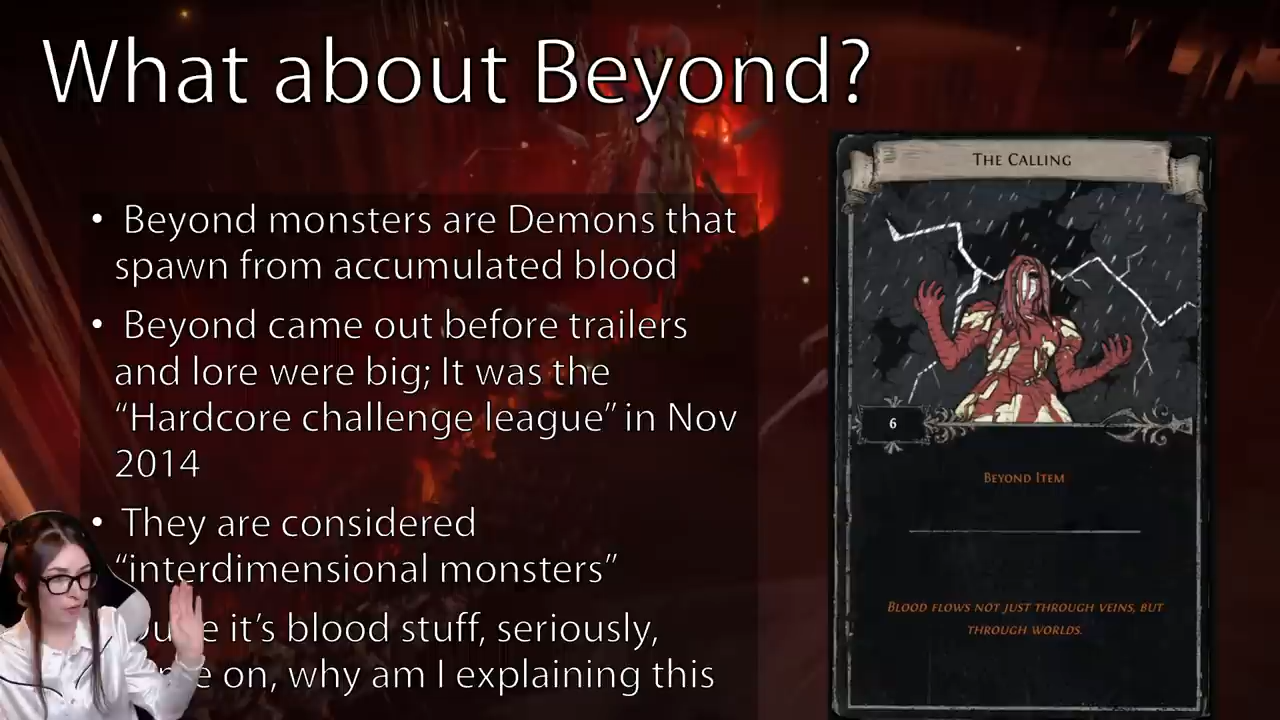 What about Beyond?
• Beyond monsters are Demons that
spawn from accumulated blood
• Beyond came out before trailers
and lore were big; It was the
“Hardcore challenge league” in Nov
2014
• They are considered
“interdimensional monsters”
it’s blood stuff, seriously,
on, why am I explaining this
THE CALLING
6
BEYOND ITEM
BLOOD FLOWS NOT JUST THROUGH VEINS, BUT
THROUGH WORLDS.